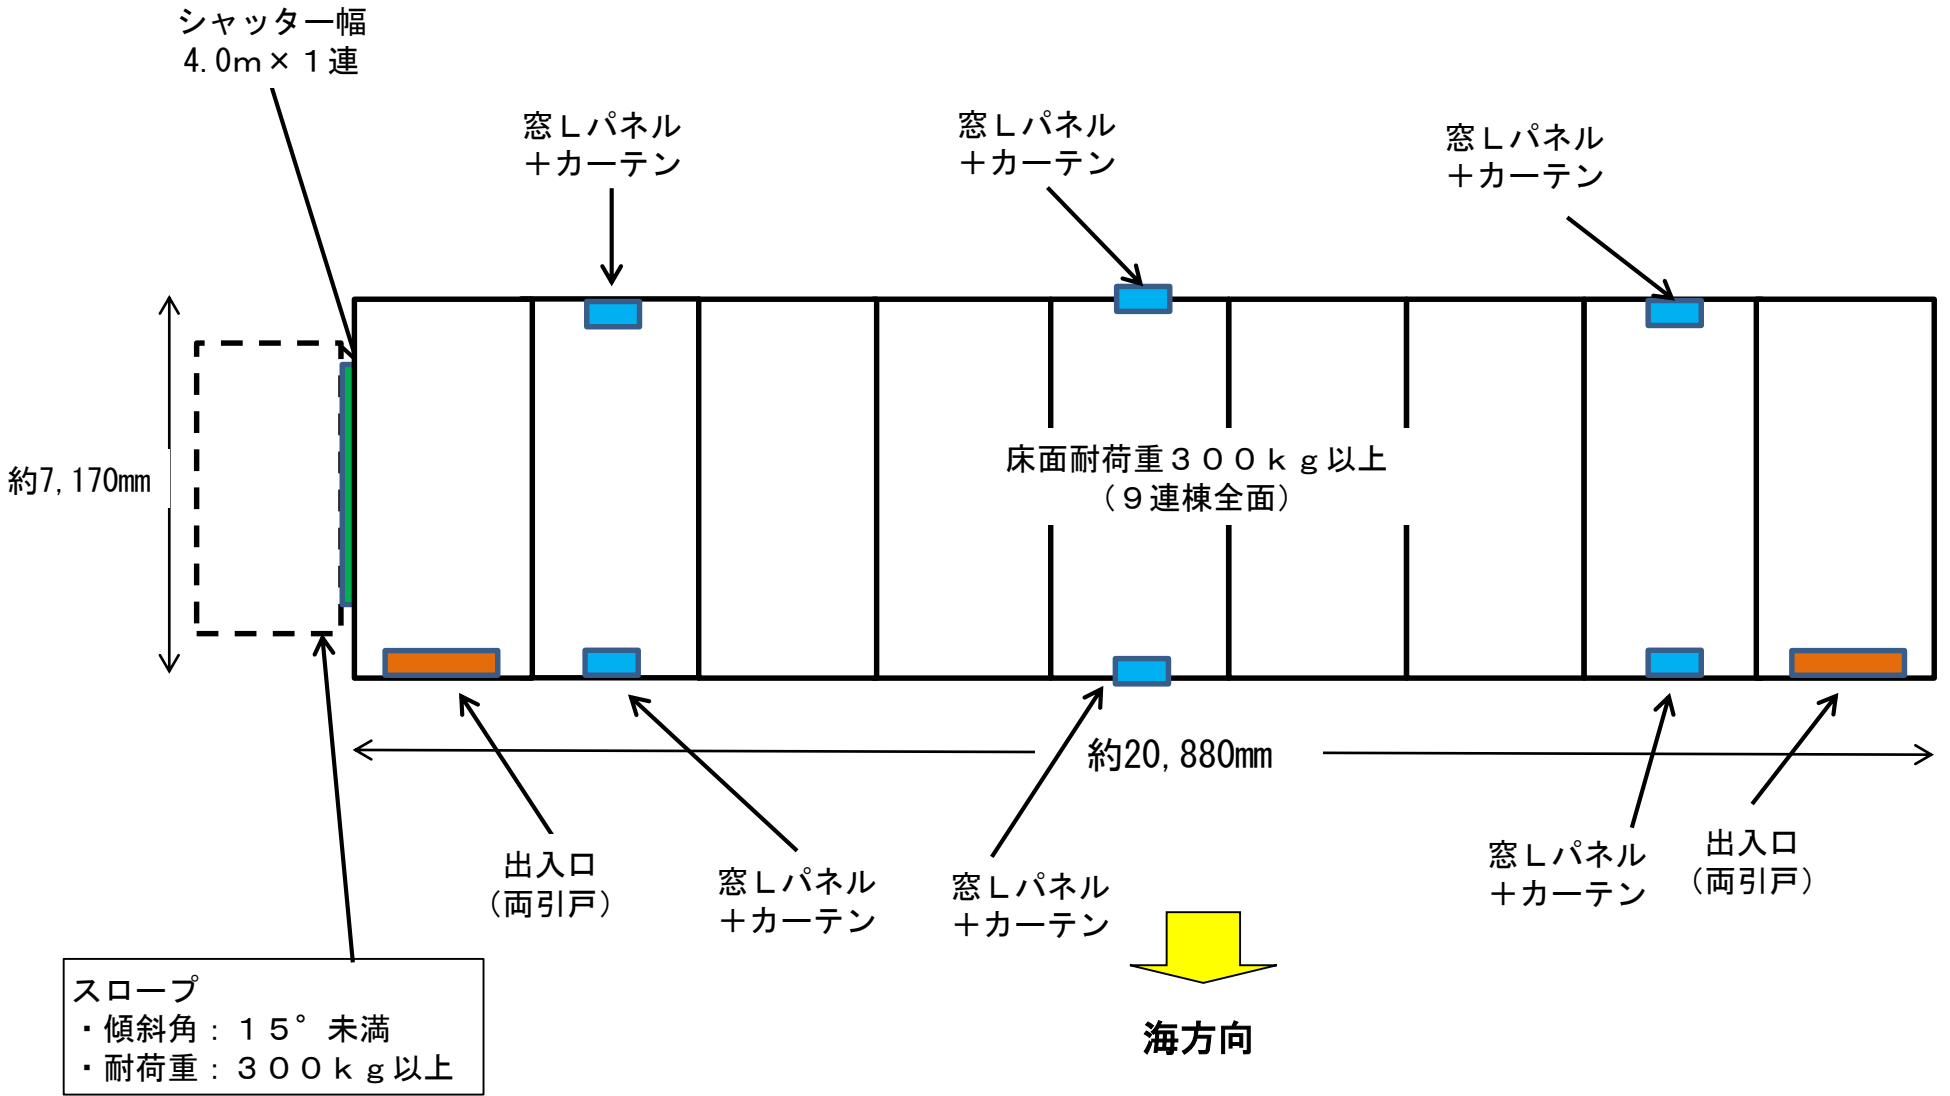 シャッター幅
4.0ｍ×１連
窓Ｌパネル
＋カーテン
窓Ｌパネル
＋カーテン
窓Ｌパネル
＋カーテン
約7,170mm
床面耐荷重３００ｋｇ以上
（９連棟全面）
約20,880mm
出入口
（両引戸）
窓Ｌパネル
＋カーテン
窓Ｌパネル
＋カーテン
窓Ｌパネル
＋カーテン
出入口
（両引戸）
スロープ
・傾斜角：１５°未満
・耐荷重：３００ｋｇ以上
海方向